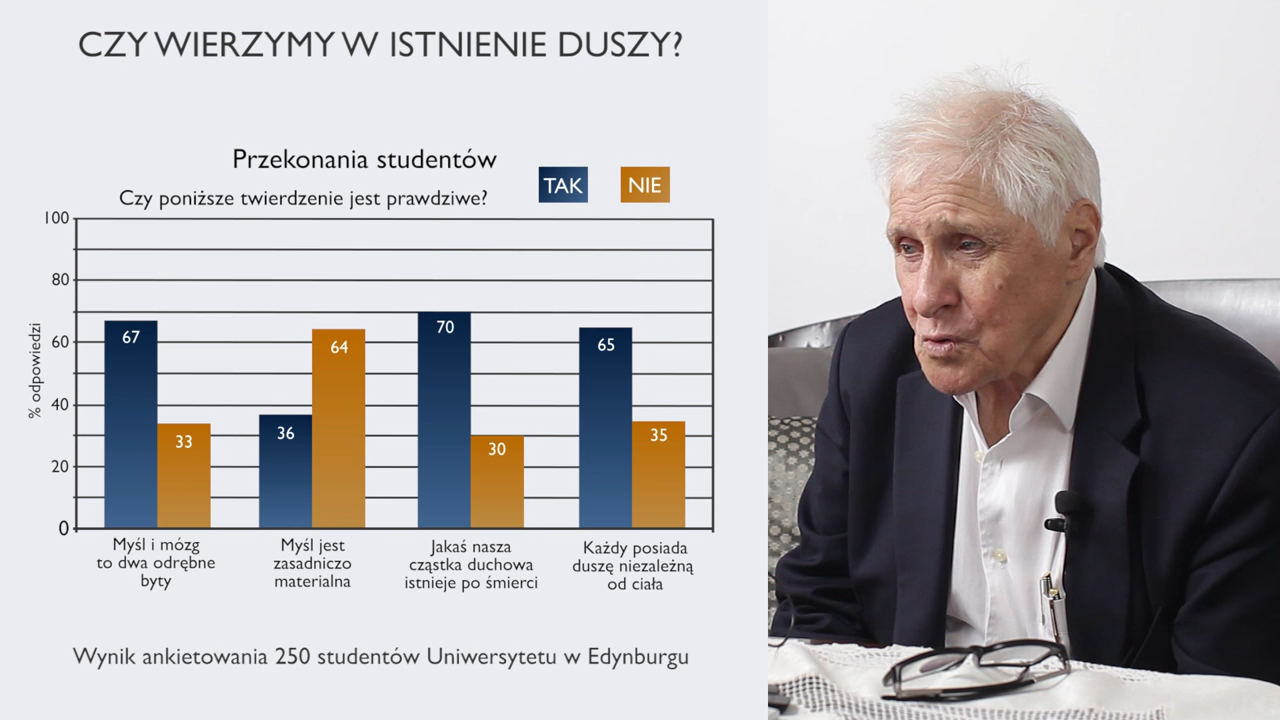 CZY WIERZYMY W ISTNIENIE DUSZY?
Przekonania studentów
Czy poniższe twierdzenie jest prawdziwe?
TAK
NIE
% odpowiedzi
100
80
60
40
20
0
67
33
36
64
70
30
65
35
Myśl i mózg
to dwa odrębne
byty
Myśl jest
zasadniczo
materialna
Jakaś nasza
cząstka duchowa
istnieje po śmierci
Każdy posiada
duszę niezależną
od ciała
Wynik ankietowania 250 studentów Uniwersytetu w Edynburgu